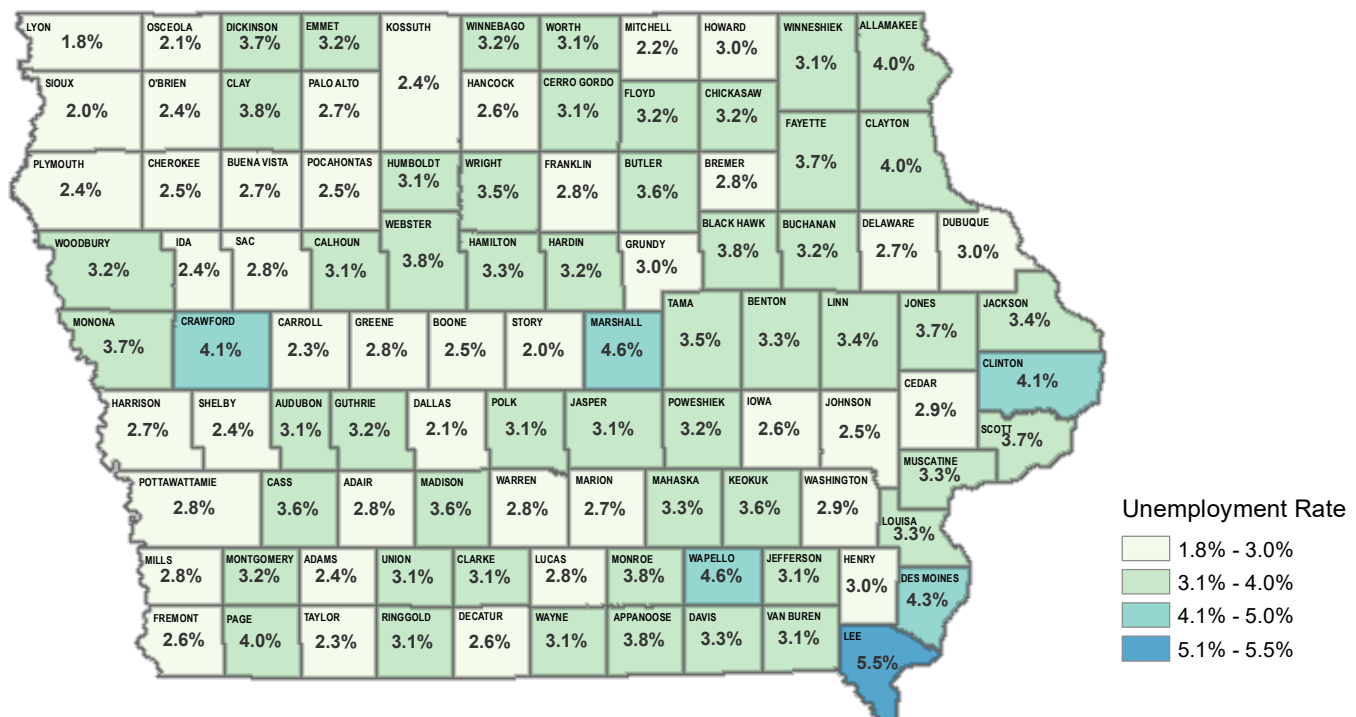 LYON
1.8%
OSCEOLA
2.1%
DICKINSON
3.7%
EMMET
3.2%
KOSSUTH
2.4%
WINNEBAGO
3.2%
WORTH
3.1%
MITCHELL
2.2%
HOWARD
3.0%
WINNESHIEK
3.1%
ALLAMAKEE
4.0%
SIOUX
2.0%
O'BRIEN
2.4%
CLAY
3.8%
PALO ALTO
2.7%
HANCOCK
2.6%
CERRO GORDO
3.1%
FLOYD
3.2%
CHICKASAW
3.2%
FAYETTE
3.7%
CLAYTON
4.0%
PLYMOUTH
2.4%
CHEROKEE
2.5%
BUENA VISTA
2.7%
POCAHONTAS
2.5%
HUMBOLDT
3.1%
WRIGHT
3.5%
FRANKLIN
2.8%
BUTLER
3.6%
BREMER
2.8%
WOODBURY
3.2%
IDA
2.4%
SAC
2.8%
CALHOUN
3.1%
WEBSTER
3.8%
HAMILTON
3.3%
HARDIN
3.2%
GRUNDY
3.0%
BLACK HAWK
3.8%
BUCHANAN
3.2%
DELAWARE
2.7%
DUBUQUE
3.0%
MONONA
3.7%
CRAWFORD
4.1%
CARROLL
2.3%
GREENE
2.8%
BOONE
2.5%
STORY
2.0%
MARSHALL
4.6%
TAMA
3.5%
BENTON
3.3%
LINN
3.4%
JONES
3.7%
JACKSON
3.4%
CLINTON
4.1%
HARRISON
2.7%
SHELBY
2.4%
AUDUBON
3.1%
GUTHRIE
3.2%
DALLAS
2.1%
POLK
3.1%
JASPER
3.1%
POWESHIEK
3.2%
IOWA
2.6%
JOHNSON
2.5%
CEDAR
2.9%
SCOTT
3.7%
MUSCATINE
3.3%
POTTAWATTAMIE
2.8%
CASS
3.6%
ADAIR
2.8%
MADISON
3.6%
WARREN
2.8%
MARION
2.7%
MAHASKA
3.3%
KEOKUK
3.6%
WASHINGTON
2.9%
LOUISA
3.3%
MILLS
2.8%
MONTGOMERY
3.2%
ADAMS
2.4%
UNION
3.1%
CLARKE
3.1%
LUCAS
2.8%
MONROE
3.8%
WAPELLO
4.6%
JEFFERSON
3.1%
HENRY
3.0%
DES MOINES
4.3%
FREMONT
2.6%
PAGE
4.0%
TAYLOR
2.3%
RINGGOLD
3.1%
DECATUR
2.6%
WAYNE
3.1%
APPANOOSE
3.8%
DAVIS
3.3%
VAN BUREN
3.1%
LEE
5.5%
Unemployment Rate
1.8% - 3.0%
3.1% - 4.0%
4.1% - 5.0%
5.1% - 5.5%